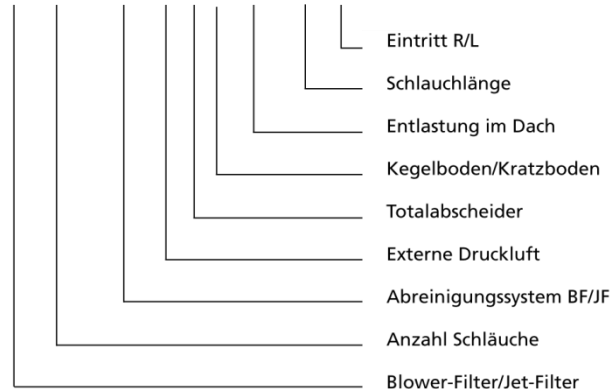 Eintritt R/L
Schlauchlänge
Entlastung im Dach
Kegelboden/Kratzboden
Totalabscheider
Externe Druckluft
Abreinigungssystem BF/JF
Anzahl Schläuche
Blower-Filter/Jet-Filter